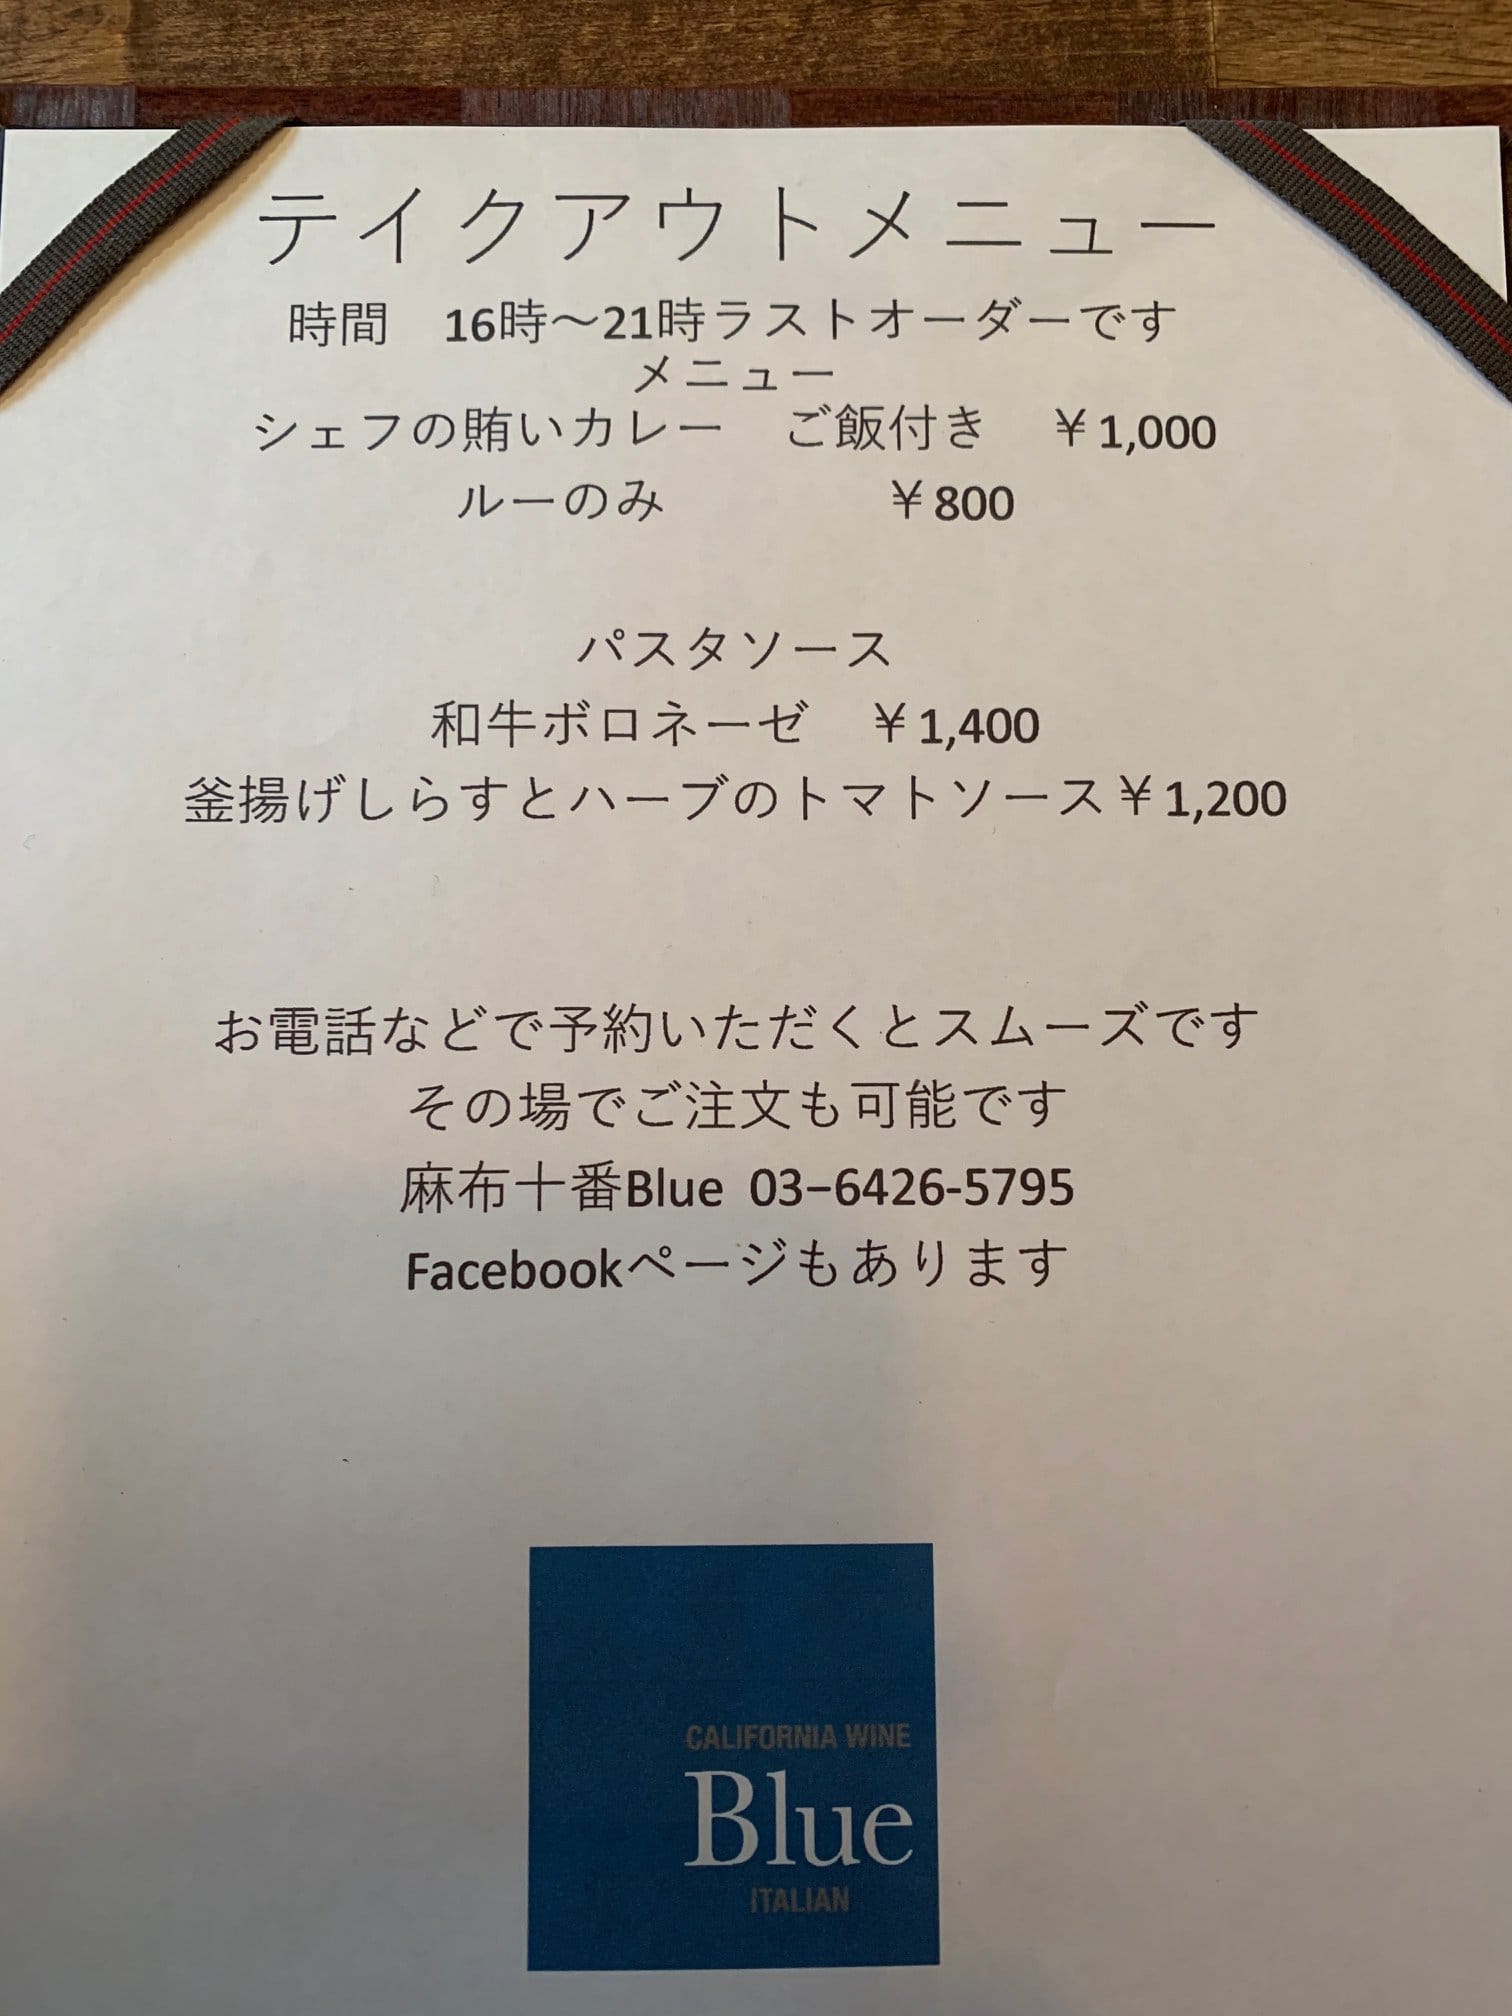 テイクアウトメニュー
時間　16時～21時ラストオーダーです
メニュー
シェフの賄いカレー　ご飯付き　￥1,000
ルーのみ　　　　￥800
パスタソース
和牛ボロネーゼ　￥1,400
釜揚げしらすとハーブのトマトソース￥1,200
お電話などで予約いただくとスムーズです
その場でご注文も可能です
麻布十番Blue 03−6426-5795
Facebookページもあります
CALIFORNIA WINE
Blue
ITALIAN